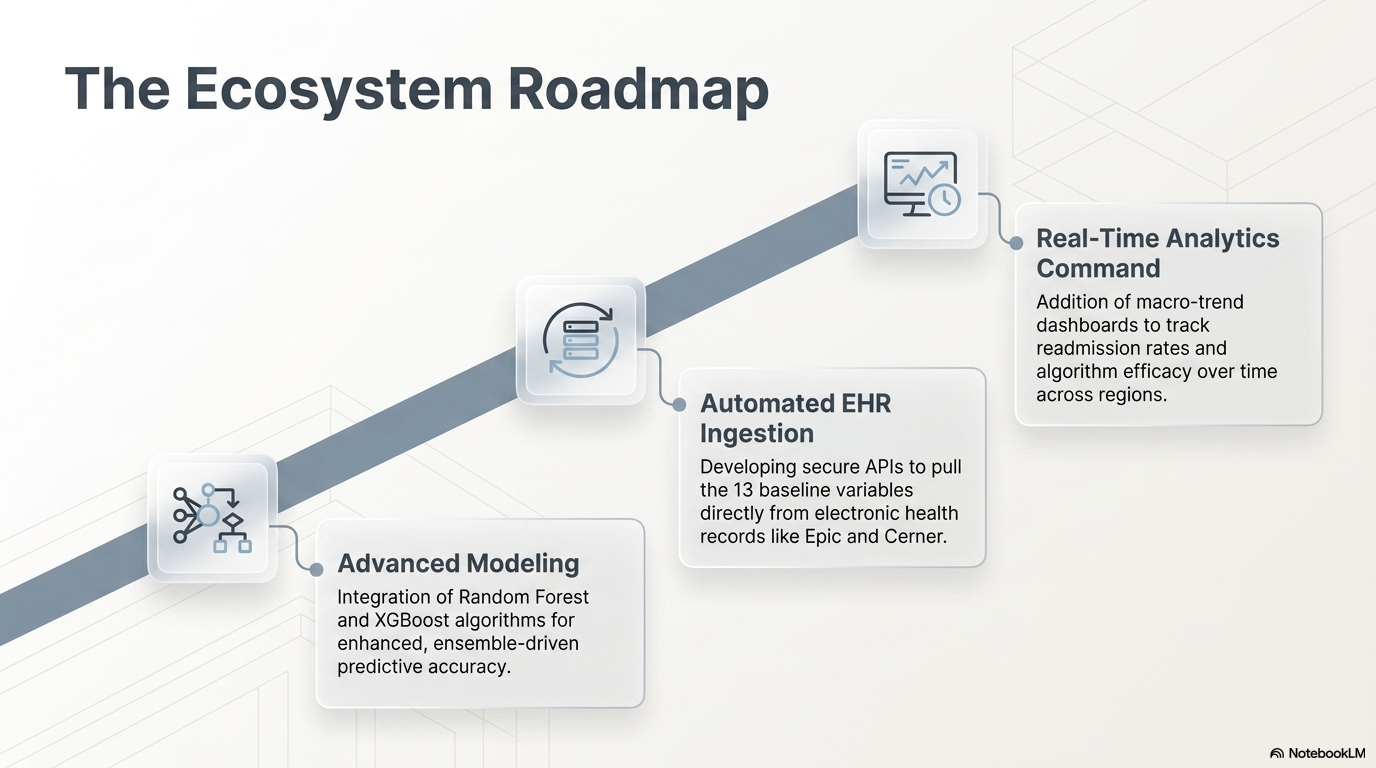 The Ecosystem Roadmap
Real-Time Analytics
Command
Addition of macro-trend
dashboards to track
readmission rates and
algorithm efficacy over time
across regions.
Automated EHR
Ingestion
Developing secure APIs to pull
the 13 baseline variables
directly from electronic health
records like Epic and Cerner.
Advanced Modeling
Integration of Random Forest
and XGBoost algorithms for
enhanced, ensemble-driven
predictive accuracy.
NotebookLM